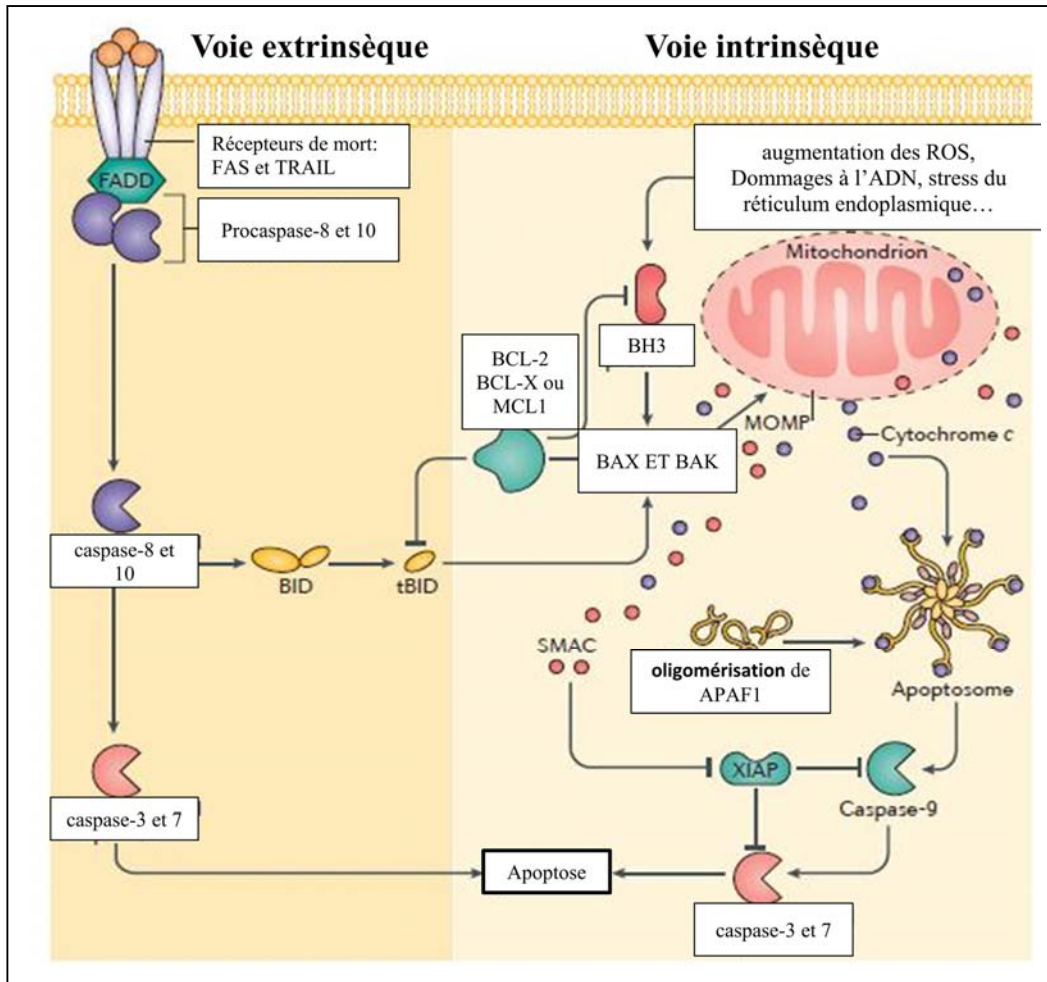 Voie extrinsèque
Voie intrinsèque
Récepteurs de mort:
FAS et TRAIL
FADD
Procaspase-8 et 10
augmentation des ROS,
Dommages à l'ADN, stress du
réticulum endoplasmique…
Mitochondrion
BH3
BCL-2
BCL-X ou
MCL1
MOMP
Cytochrome c
BAX ET BAK
caspase-8 et
10
BID
tBID
SMAC
oligomérisation de
APAF1
Apoptosome
XIAP
Caspase-9
caspase-3 et 7
Apoptose
caspase-3 et 7